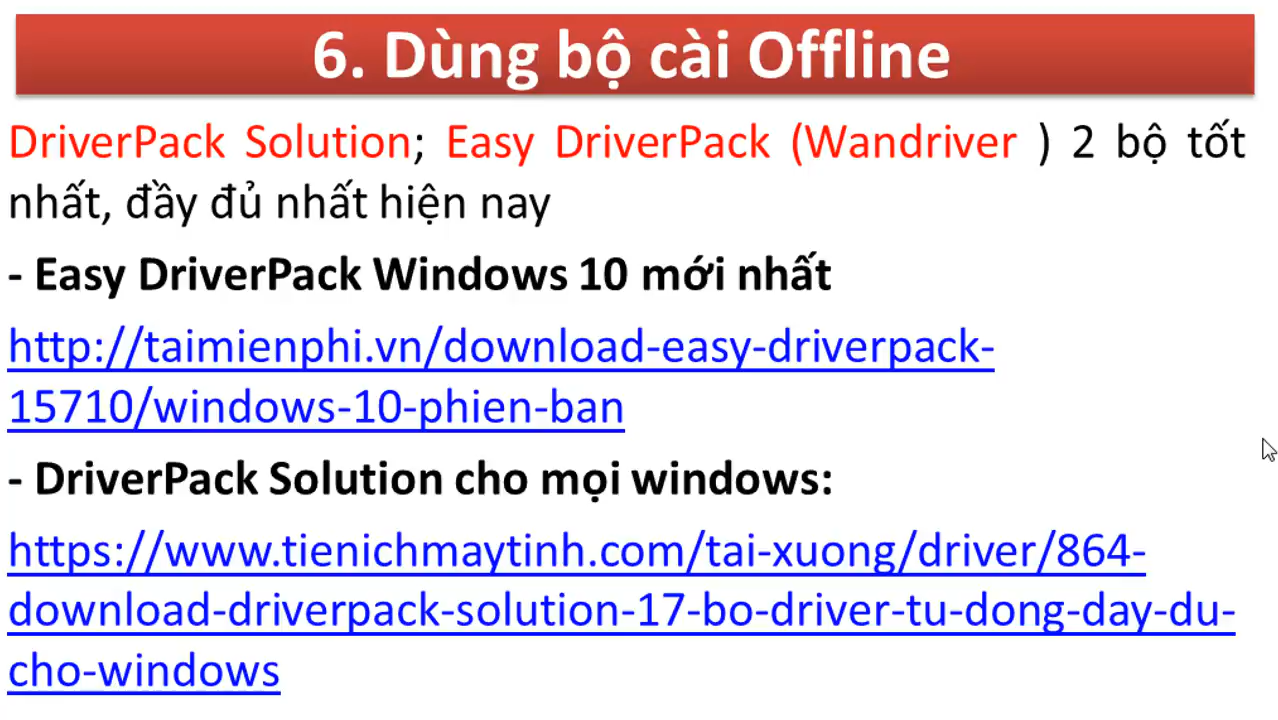 6. Dùng bộ cài Offline
DriverPack Solution; Easy DriverPack (Wandriver ) 2 bộ tốt
nhất, đầy đủ nhất hiện nay
- Easy DriverPack Windows 10 mới nhất
http://taimienphi.vn/download-easy-driverpack-
15710/windows-10-phien-ban
- DriverPack Solution cho mọi windows:
https://www.tienichmaytinh.com/tai-xuong/driver/864-
download-driverpack-solution-17-bo-driver-tu-dong-day-du-
cho-windows